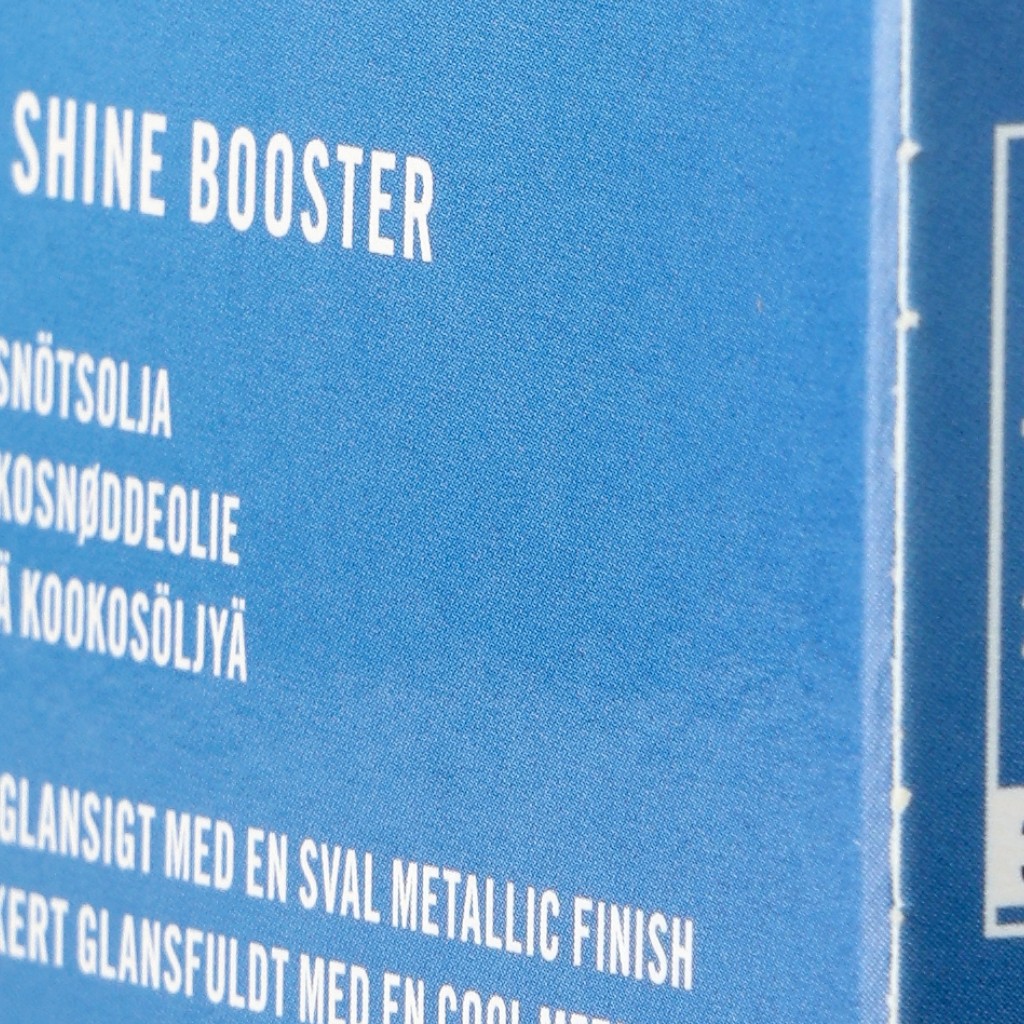 SHINE BOOSTER
SNÖTSOLJA
KOSNØDDEOLIE
Ä KOOKOSÖLJYÄ
GLANSIGT MED EN SVAL METALLIC FINISH
KERT GLANSFULDT MED EN COOL